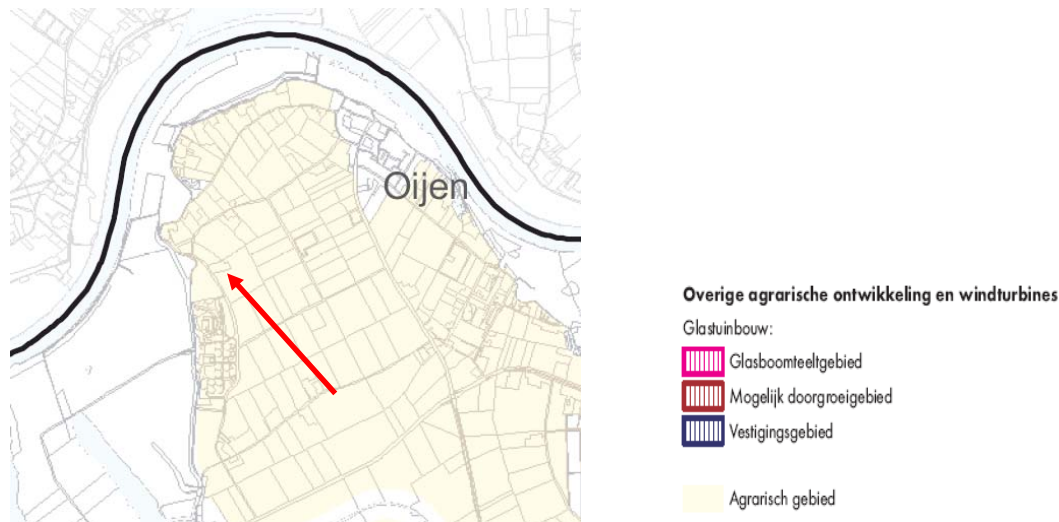 Oijen
Overige agrarische ontwikkeling en windturbines
Glastuinbouw:
Glasboomteeltgebied
Mogelijk doorgroeigebied
Vestigingsgebied
Agrarisch gebied